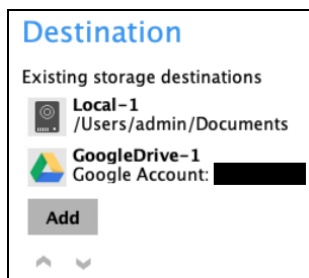 Destination
Existing storage destinations
Local-1
/Users/admin/Documents
GoogleDrive-1
Google Account:
Add